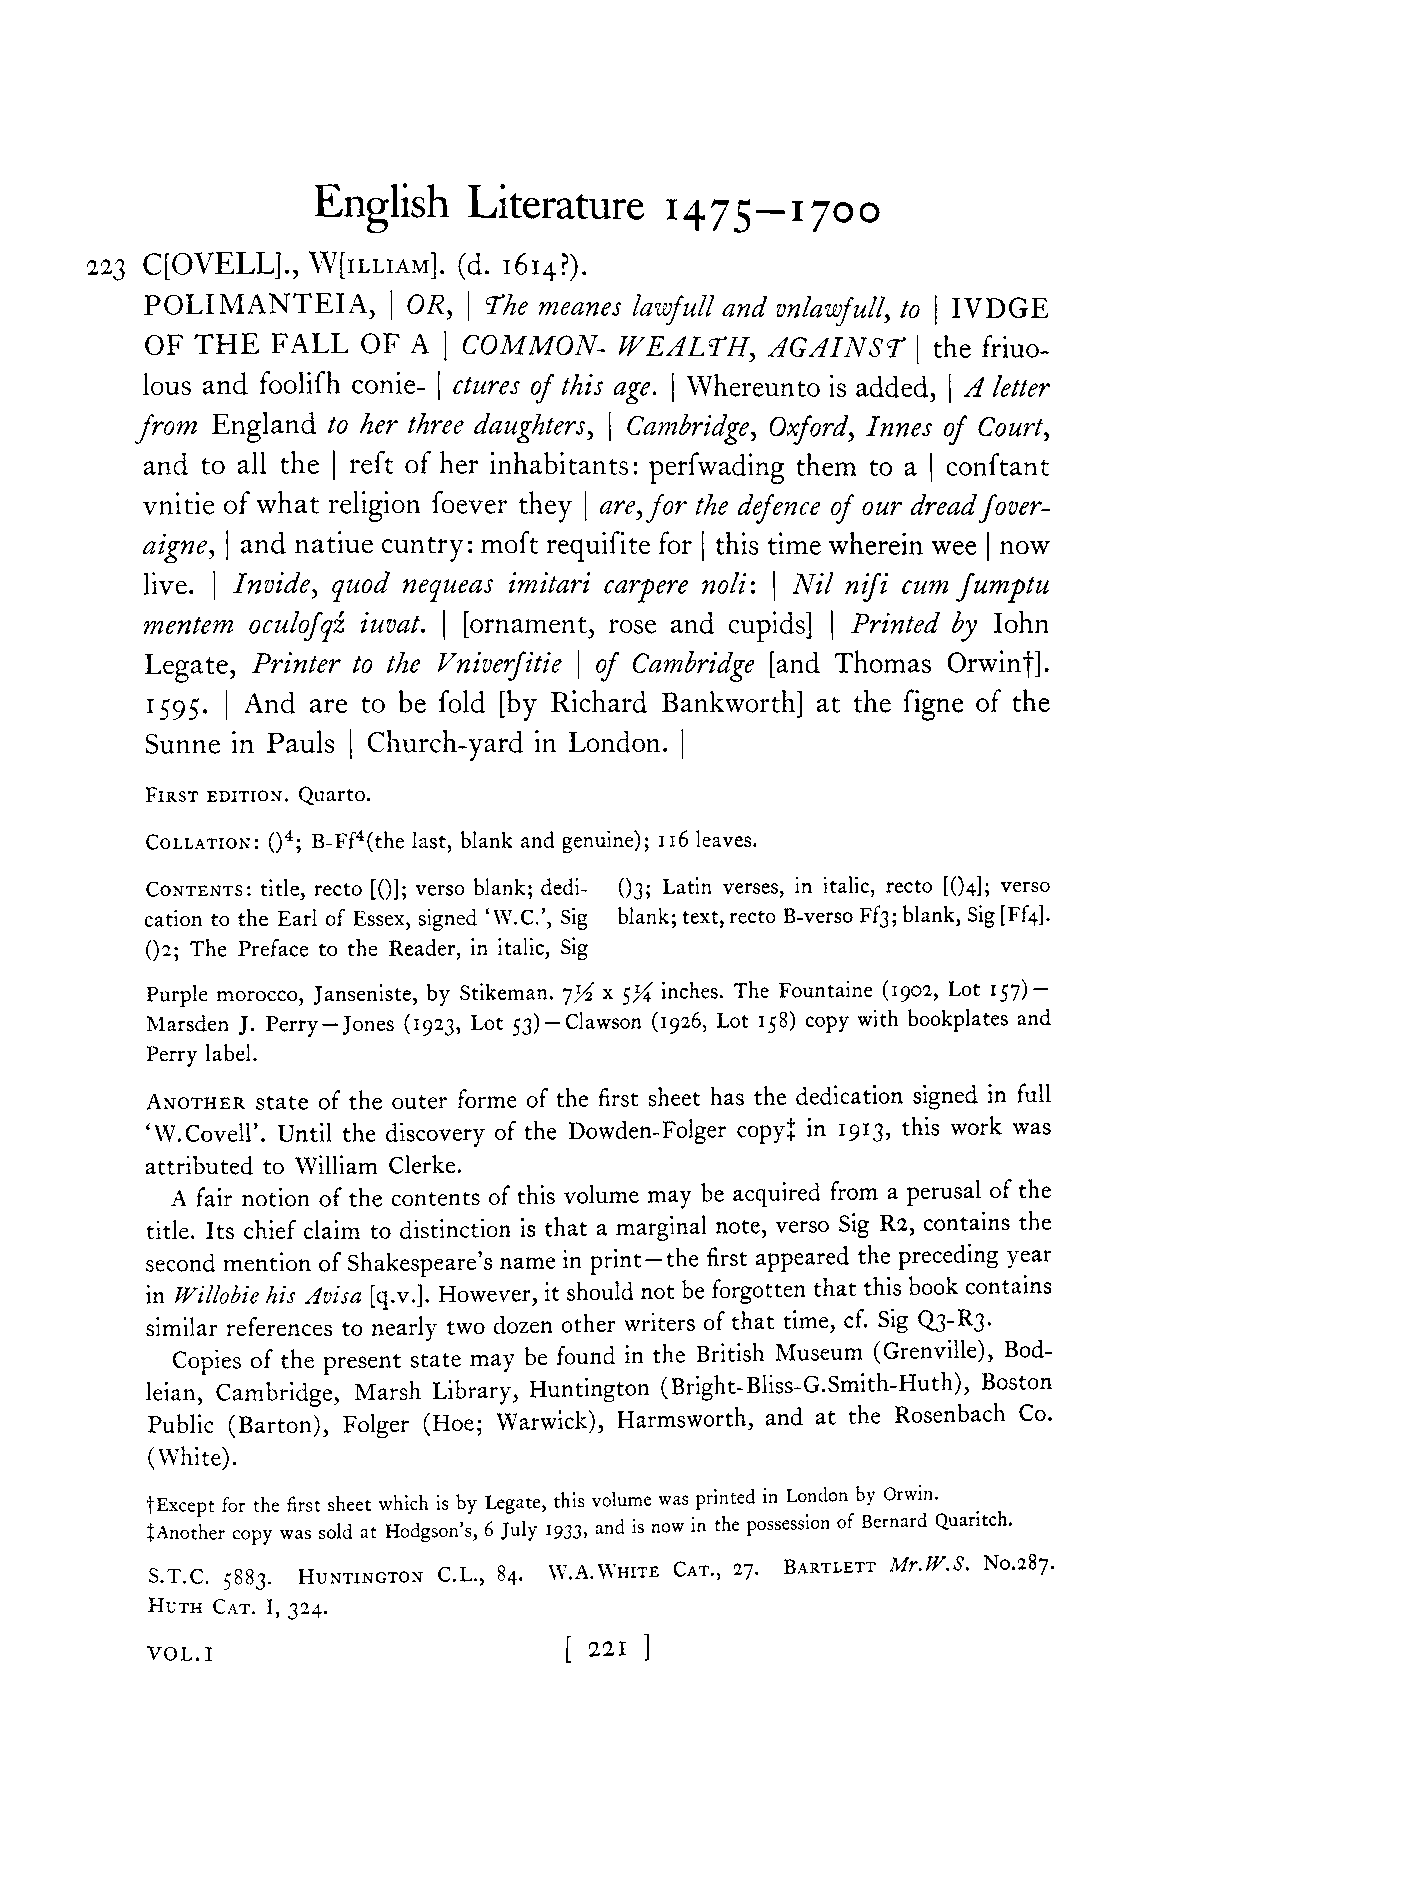 English Literature 1475—1700
223 C[OVELL]., W[ILLIAM]. (d. 1614?).
POLIMANTEIA, | OR, | The meanes lawfull and vnlawfull, to | IVDGE
OF THE FALL OF A | COMMON- WEALTH, AGAINST | the friuo-
lous and fooliſh conie- | ctures of this age. | Whereunto is added, | A letter
from England to her three daughters, | Cambridge, Oxford, Innes of Court,
and to all the | reſt of her inhabitants: perſwading them to a | conſtant
vnitie of what religion ſoever they | are, for the defence of our dread ſover-
aigne, | and natiue cuntry: moſt requiſite for | this time wherein wee | now
live. | Invide, quod nequeas imitari carpere noli: | Nil niſi cum ſumptu
mentem oculoſqź iuvat. | [ornament, rose and cupids] | Printed by Iohn
Legate, Printer to the Vniverſitie | of Cambridge [and Thomas Orwin†].
1595. | And are to be ſold [by Richard Bankworth] at the ſigne of the
Sunne in Pauls | Church-yard in London. |
FIRST EDITION. Quarto.
COLLATION: ()⁴; B-Ff⁴(the last, blank and genuine); 116 leaves.
CONTENTS: title, recto [()]; verso blank; dedi-
cation to the Earl of Essex, signed ‘W.C.’, Sig
()2; The Preface to the Reader, in italic, Sig
()3; Latin verses, in italic, recto [()4]; verso
blank; text, recto B-verso Ff3; blank, Sig [Ff4].
Purple morocco, Janseniste, by Stikeman. 7½ x 5¼ inches. The Fountaine (1902, Lot 157)—
Marsden J. Perry—Jones (1923, Lot 53)—Clawson (1926, Lot 158) copy with bookplates and
Perry label.
ANOTHER state of the outer forme of the first sheet has the dedication signed in full
‘W.Covell’. Until the discovery of the Dowden-Folger copy‡ in 1913, this work was
attributed to William Clerke.
A fair notion of the contents of this volume may be acquired from a perusal of the
title. Its chief claim to distinction is that a marginal note, verso Sig R2, contains the
second mention of Shakespeare’s name in print—the first appeared the preceding year
in Willobie his Avisa [q.v.]. However, it should not be forgotten that this book contains
similar references to nearly two dozen other writers of that time, cf. Sig Q3-R3.
Copies of the present state may be found in the British Museum (Grenville), Bod-
leian, Cambridge, Marsh Library, Huntington (Bright-Bliss-G.Smith-Huth), Boston
Public (Barton), Folger (Hoe; Warwick), Harmsworth, and at the Rosenbach Co.
(White).
†Except for the first sheet which is by Legate, this volume was printed in London by Orwin.
‡Another copy was sold at Hodgson’s, 6 July 1933, and is now in the possession of Bernard Quaritch.
S.T.C. 5883. HUNTINGTON C.L., 84. W.A.WHITE CAT., 27. BARTLETT Mr.W.S. No.287.
HUTH CAT. I, 324.
VOL.I [ 221 ]